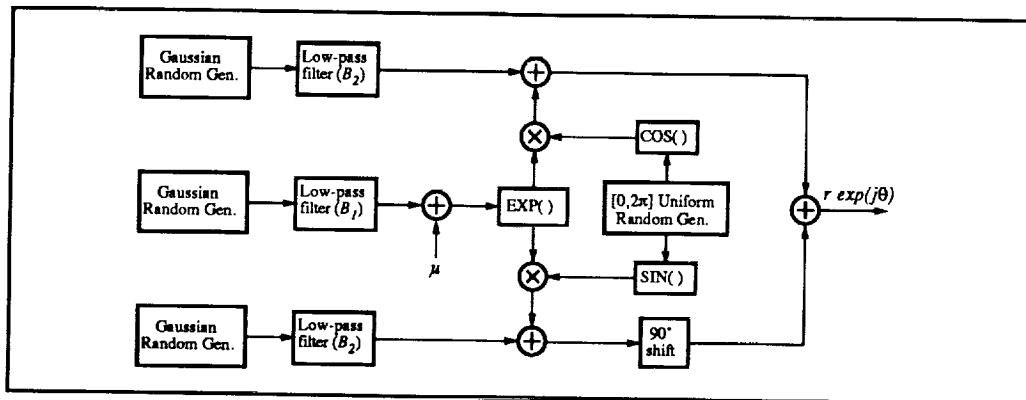 Gaussian
Random Gen.
Low-pass
filter (B2)
COS( )
Gaussian
Random Gen.
Low-pass
filter (B1)
EXP( )
[0,2π] Uniform
Random Gen.
r exp(jθ)
μ
SIN( )
Gaussian
Random Gen.
Low-pass
filter (B2)
90°
shift